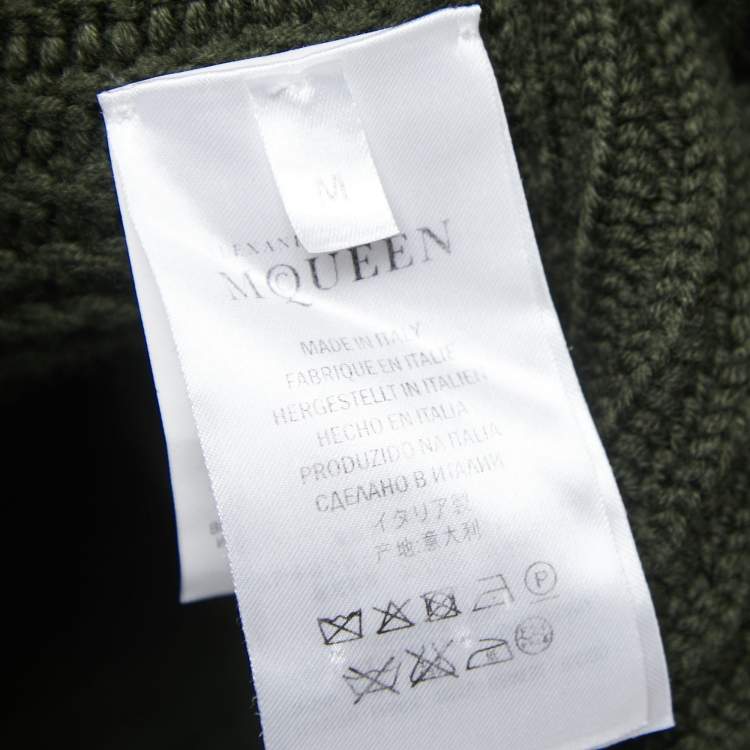 M
MCQUEEN
MADE IN ITALY
FABRIQUE EN ITALIE
HERGESTELLT IN ITALIEN
HECHO EN ITALIA
PRODUZIDO NA ITALIA
СДЕЛАНО В ИТАЛИИ
イタリア製
产地:意大利
P